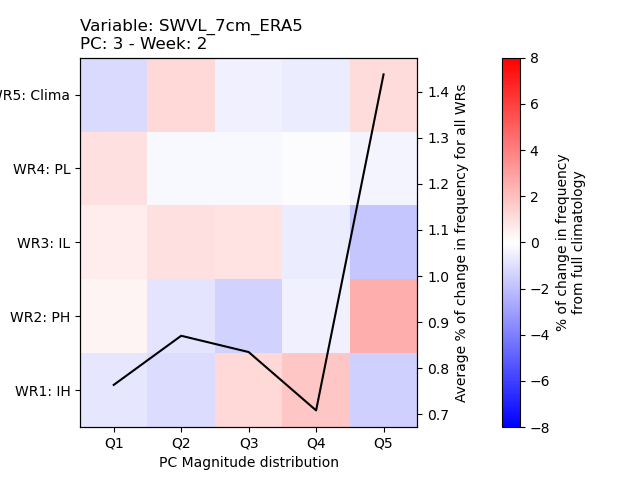 Variable: SWVL_7cm_ERA5
PC: 3 - Week: 2
WR5: Clima
WR4: PL
WR3: IL
WR2: PH
WR1: IH
Q1 Q2 Q3 Q4 Q5
PC Magnitude distribution
1.4
1.3
1.2
1.1
1.0
0.9
0.8
0.7
Average % of change in frequency for all WRs
8
6
4
2
0
−2
−4
−6
−8
% of change in frequency
from full climatology